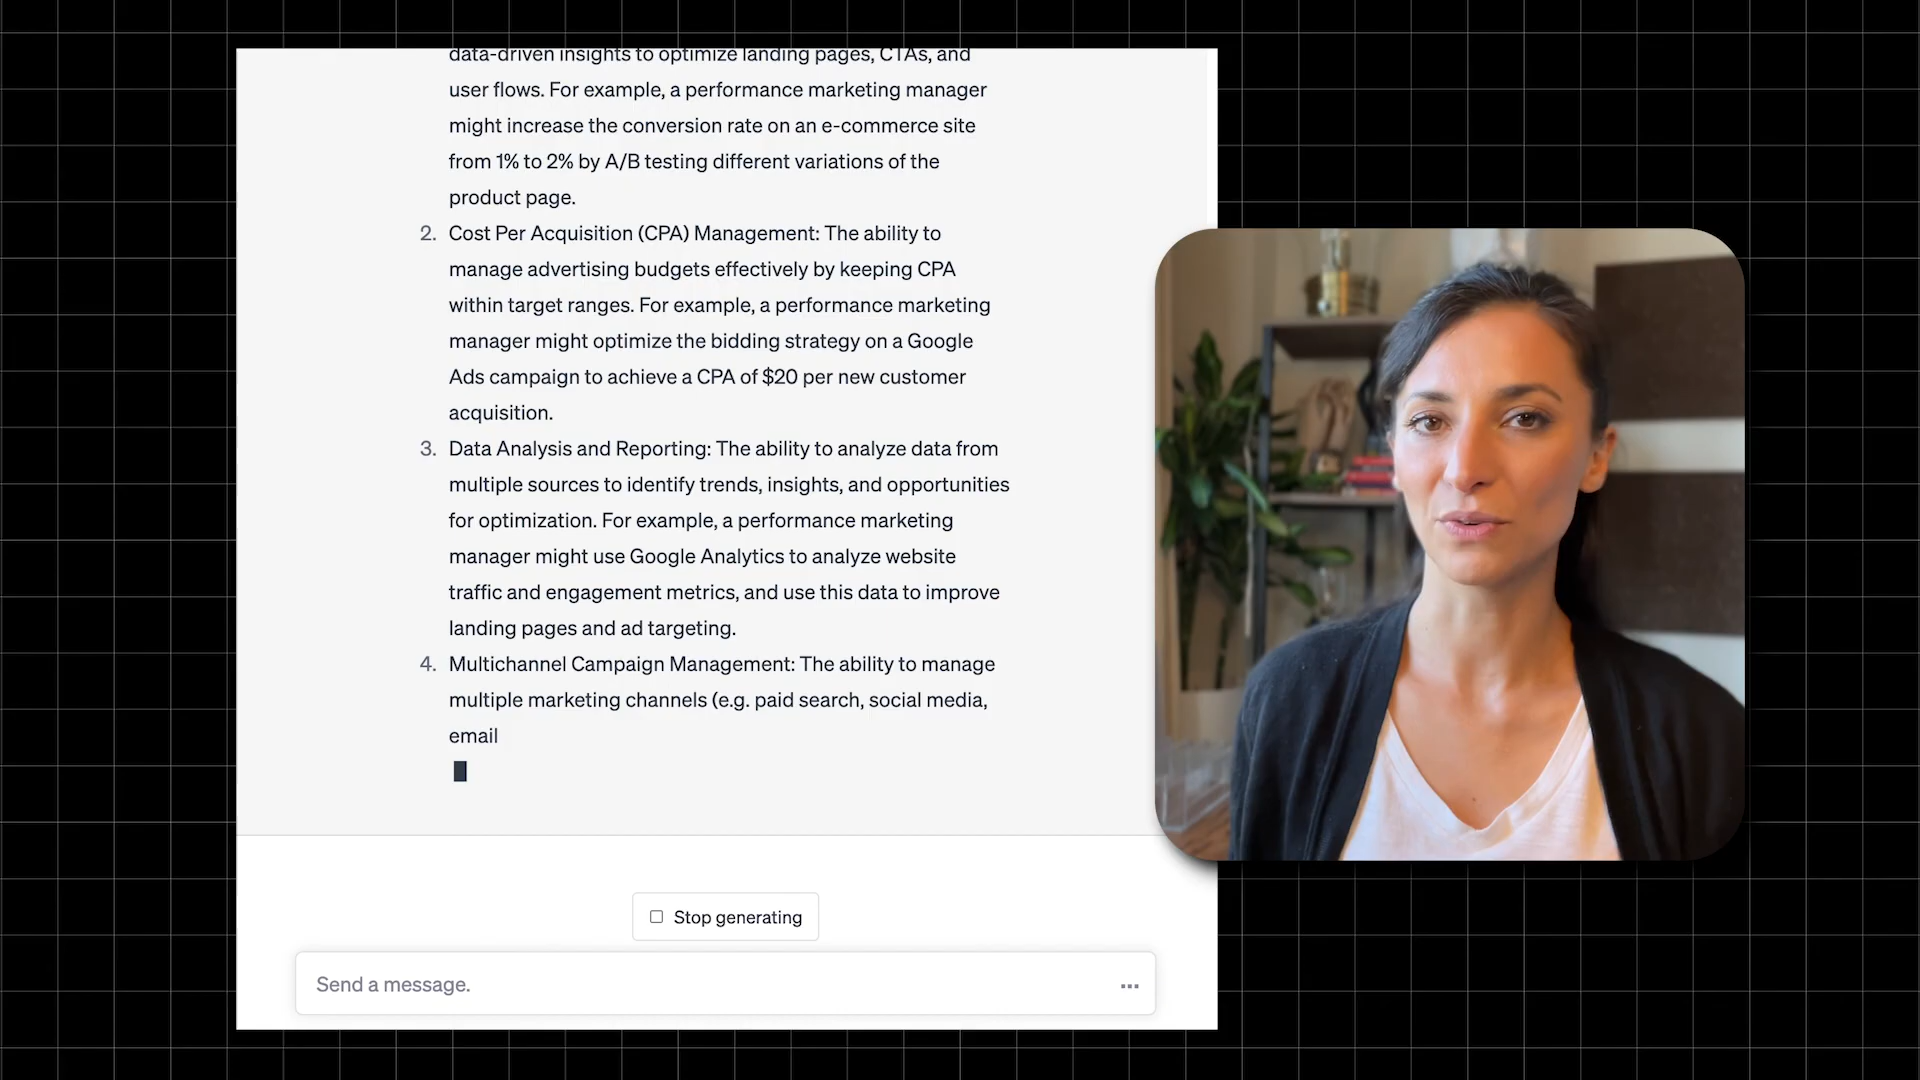 data-driven insights to optimize landing pages, CTAs, and
user flows. For example, a performance marketing manager
might increase the conversion rate on an e-commerce site
from 1% to 2% by A/B testing different variations of the
product page.
2. Cost Per Acquisition (CPA) Management: The ability to
manage advertising budgets effectively by keeping CPA
within target ranges. For example, a performance marketing
manager might optimize the bidding strategy on a Google
Ads campaign to achieve a CPA of $20 per new customer
acquisition.
3. Data Analysis and Reporting: The ability to analyze data from
multiple sources to identify trends, insights, and opportunities
for optimization. For example, a performance marketing
manager might use Google Analytics to analyze website
traffic and engagement metrics, and use this data to improve
landing pages and ad targeting.
4. Multichannel Campaign Management: The ability to manage
multiple marketing channels (e.g. paid search, social media,
email
Stop generating
Send a message.